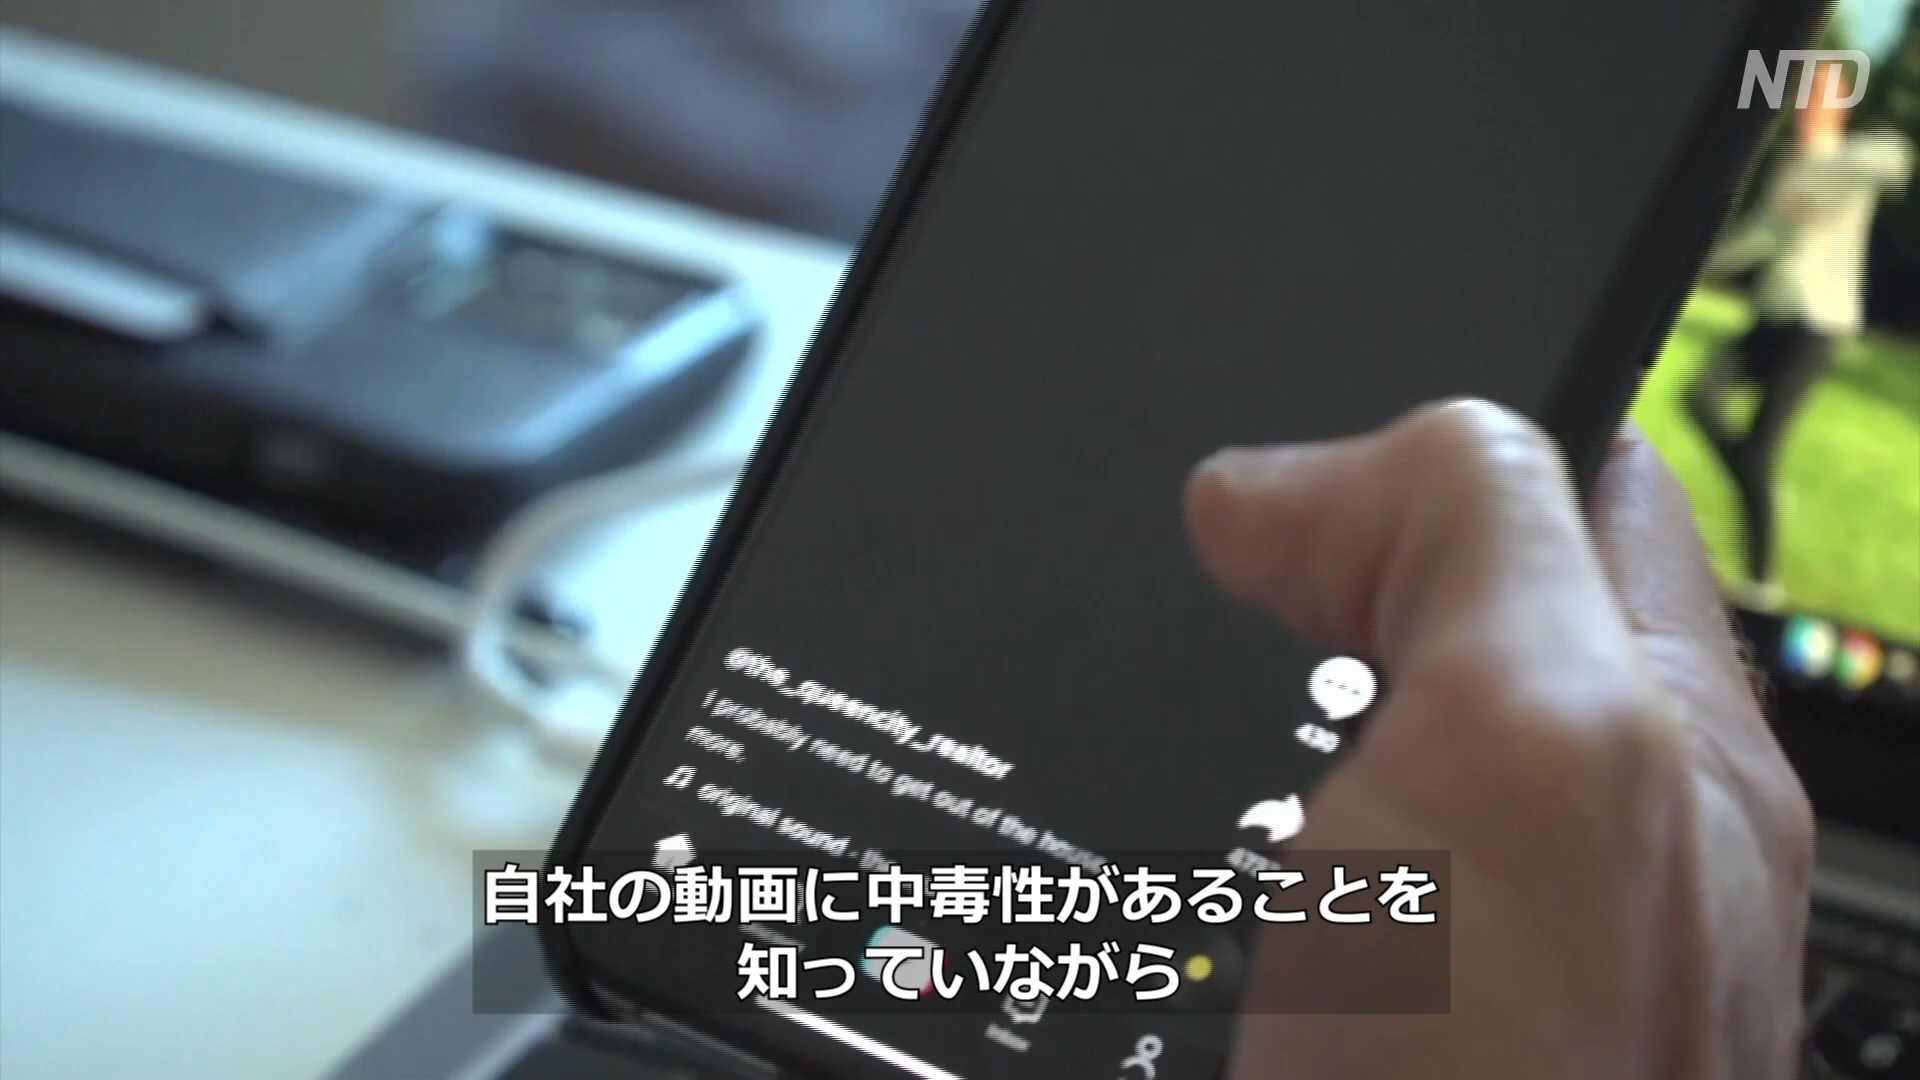 NTD
@the_queencity_realtor
i probably need to get out of the house
more.
original sound -
自社の動画に中毒性があることを
知っていながら